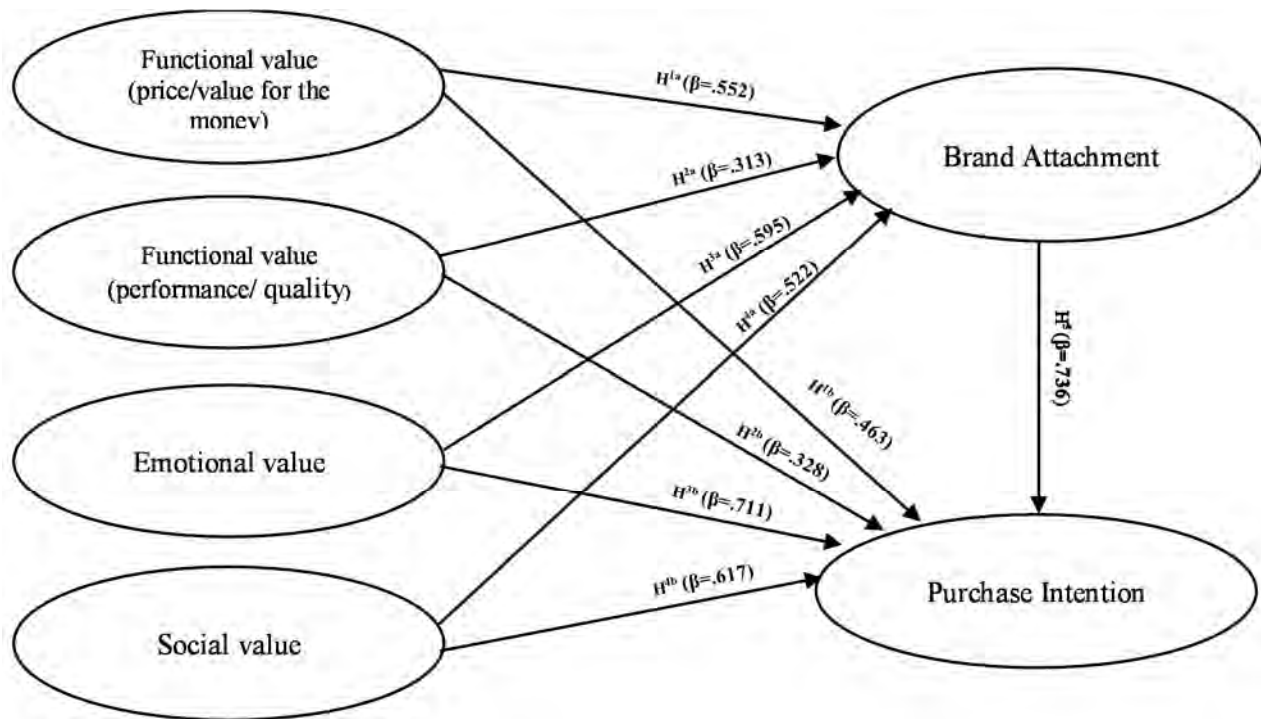 Functional value
(price/value for the
money)
H1a (β=.552)
Brand Attachment
H2a (β=.313)
Functional value
(performance/ quality)
H3a (β=.595)
H4a (β=.522)
H5 (β=.736)
H1b (β=.463)
H2b (β=.328)
Emotional value
H3b (β=.711)
H4b (β=.617)
Purchase Intention
Social value